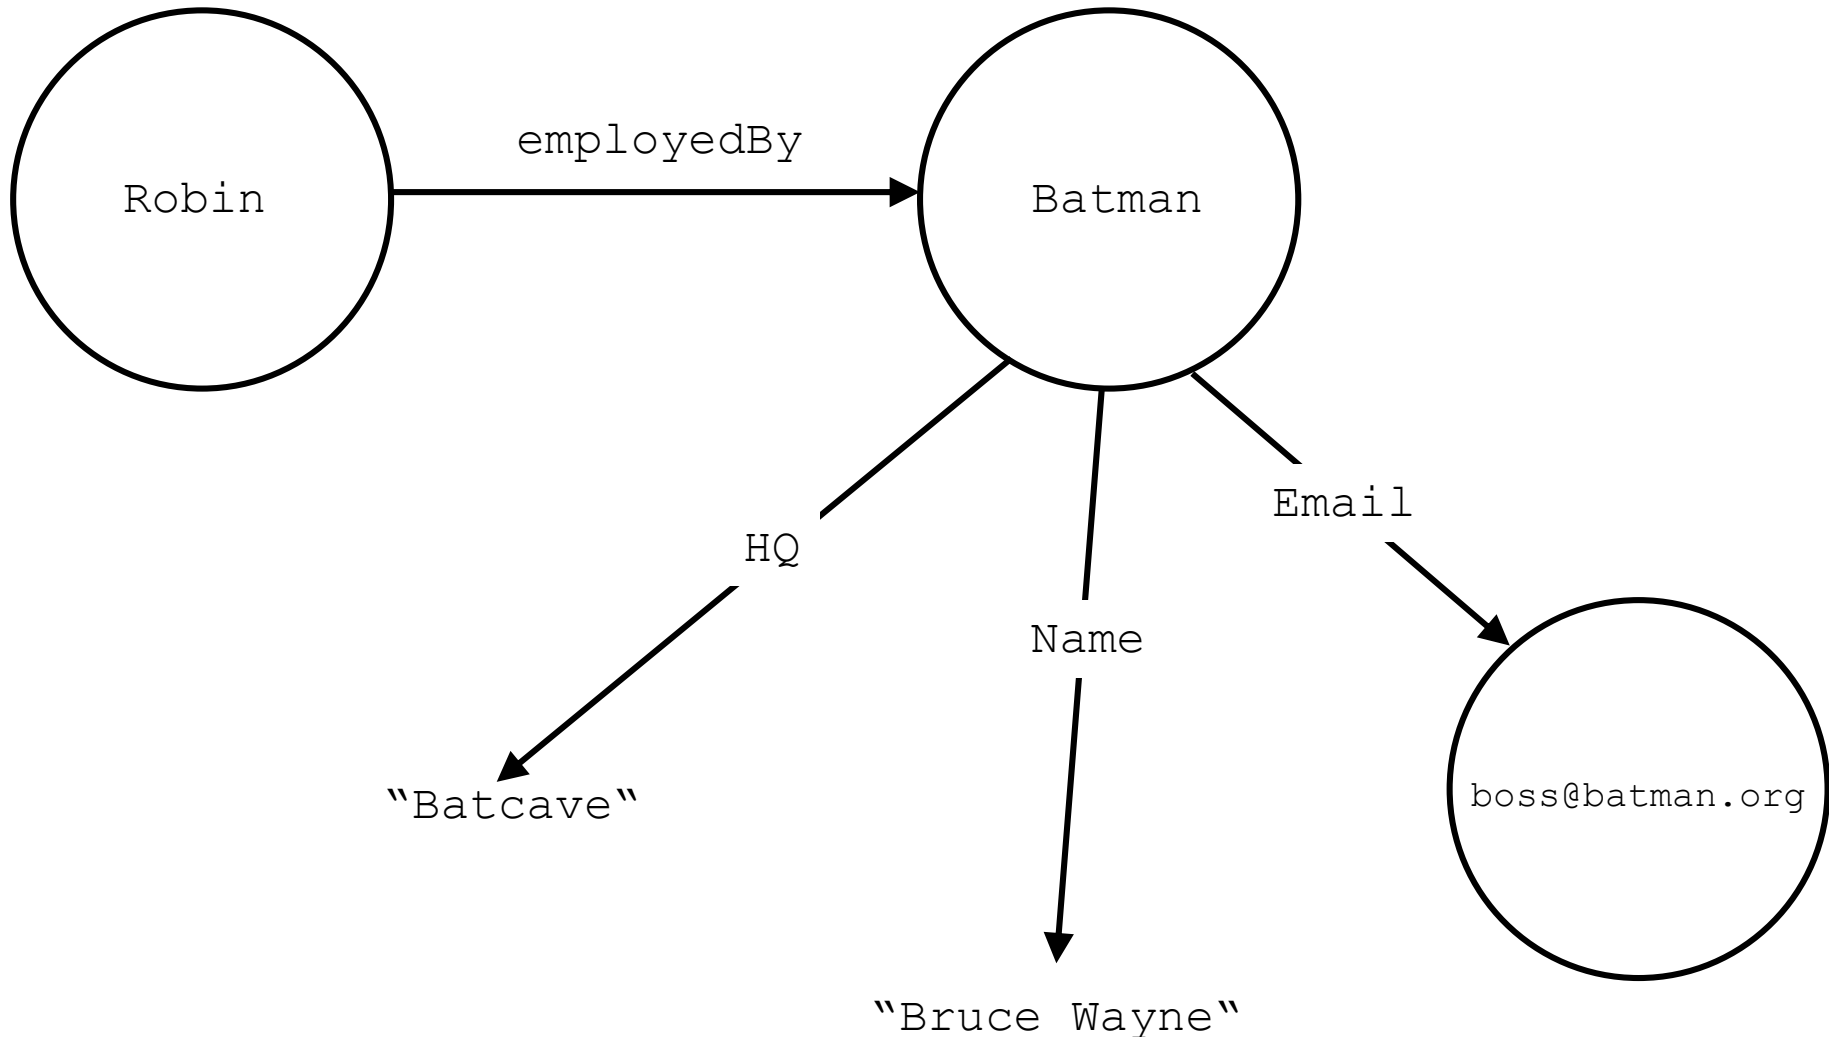 employedBy
Robin
Batman
Email
HQ
Name
boss@batman.org
‟Batcave‟
‟Bruce Wayne‟